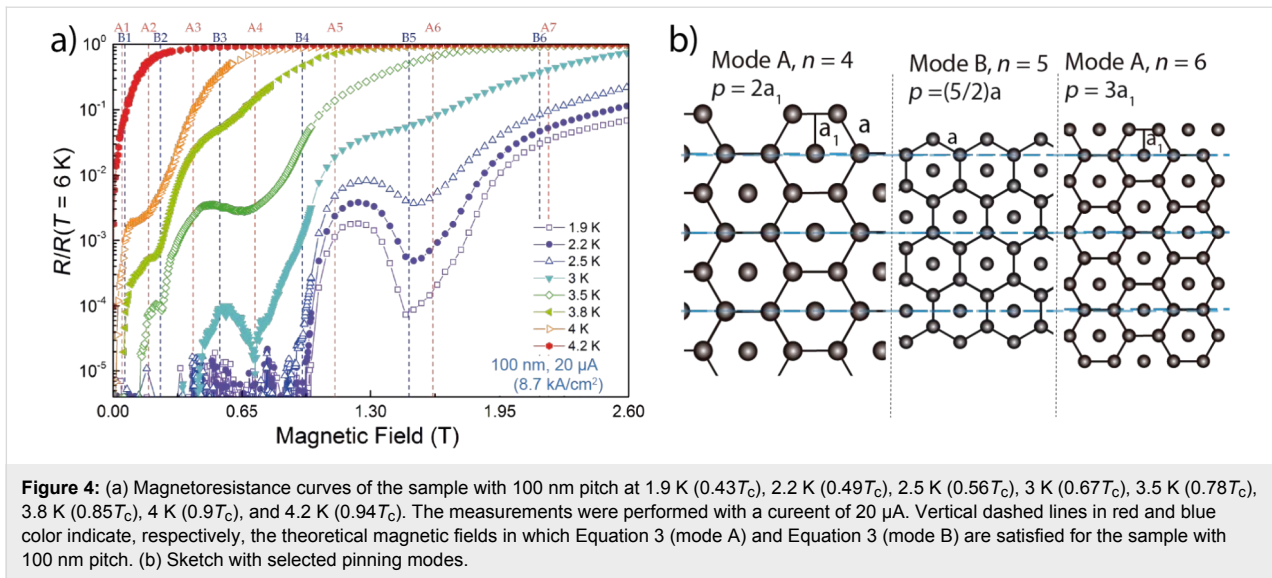 a)
A1 A2 A3 A4 A5 A6 A7
B1 B2 B3 B4 B5 B6
10⁰
10⁻¹
10⁻²
10⁻³
10⁻⁴
10⁻⁵
R/R(T = 6 K)
1.9 K
2.2 K
2.5 K
3 K
3.5 K
3.8 K
4 K
4.2 K
100 nm, 20 µA
(8.7 kA/cm²)
0.00 0.65 1.30 1.95 2.60
Magnetic Field (T)
b)
Mode A, n = 4
p = 2a₁
a₁
a
Mode B, n = 5
p =(5/2)a
a
Mode A, n = 6
p = 3a₁
a₁
Figure 4: (a) Magnetoresistance curves of the sample with 100 nm pitch at 1.9 K (0.43Tc), 2.2 K (0.49Tc), 2.5 K (0.56Tc), 3 K (0.67Tc), 3.5 K (0.78Tc),
3.8 K (0.85Tc), 4 K (0.9Tc), and 4.2 K (0.94Tc). The measurements were performed with a cureent of 20 µA. Vertical dashed lines in red and blue
color indicate, respectively, the theoretical magnetic fields in which Equation 3 (mode A) and Equation 3 (mode B) are satisfied for the sample with
100 nm pitch. (b) Sketch with selected pinning modes.